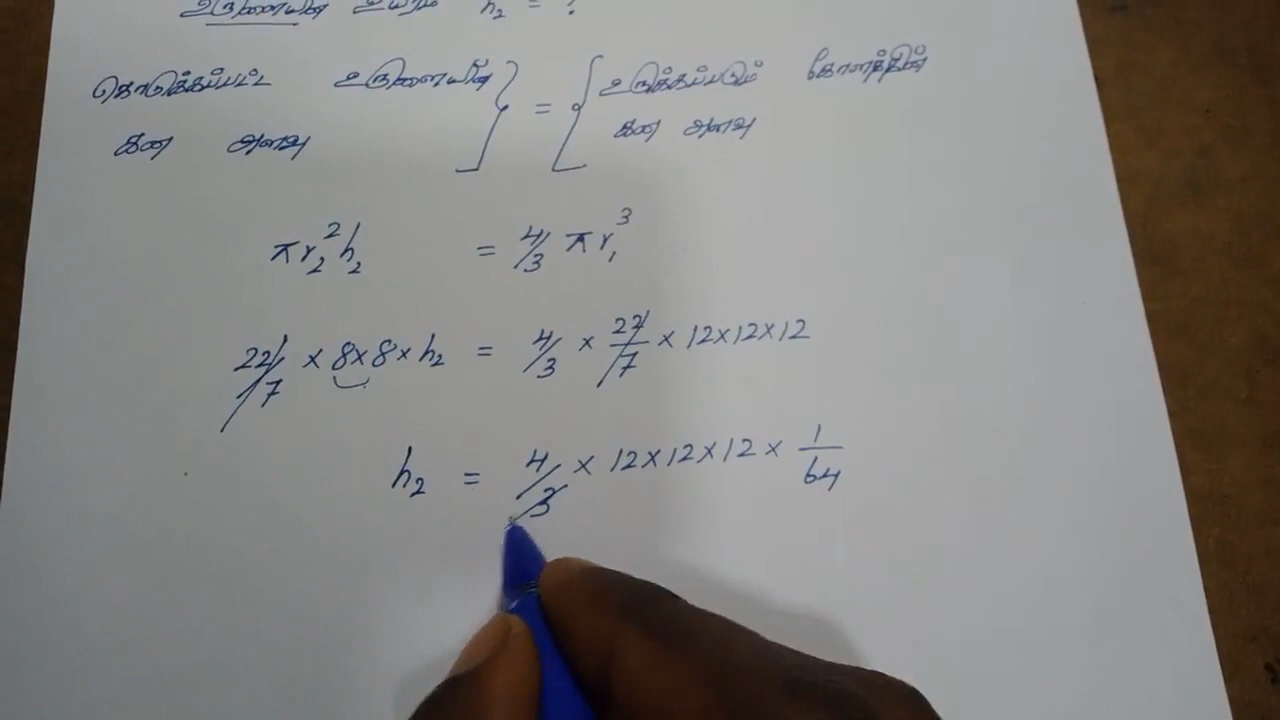 உருளையின் உயரம் h₂ = ?
கொடுக்கப்பட்ட உருளையின் } = { உருக்கப்படும் கோளத்தின்
கன அளவு கன அளவு
πr₂²h₂ = 4/3 πr₁³
22/7 × 8×8×h₂ = 4/3 × 22/7 × 12×12×12
h₂ = 4/3 × 12×12×12 × 1/64